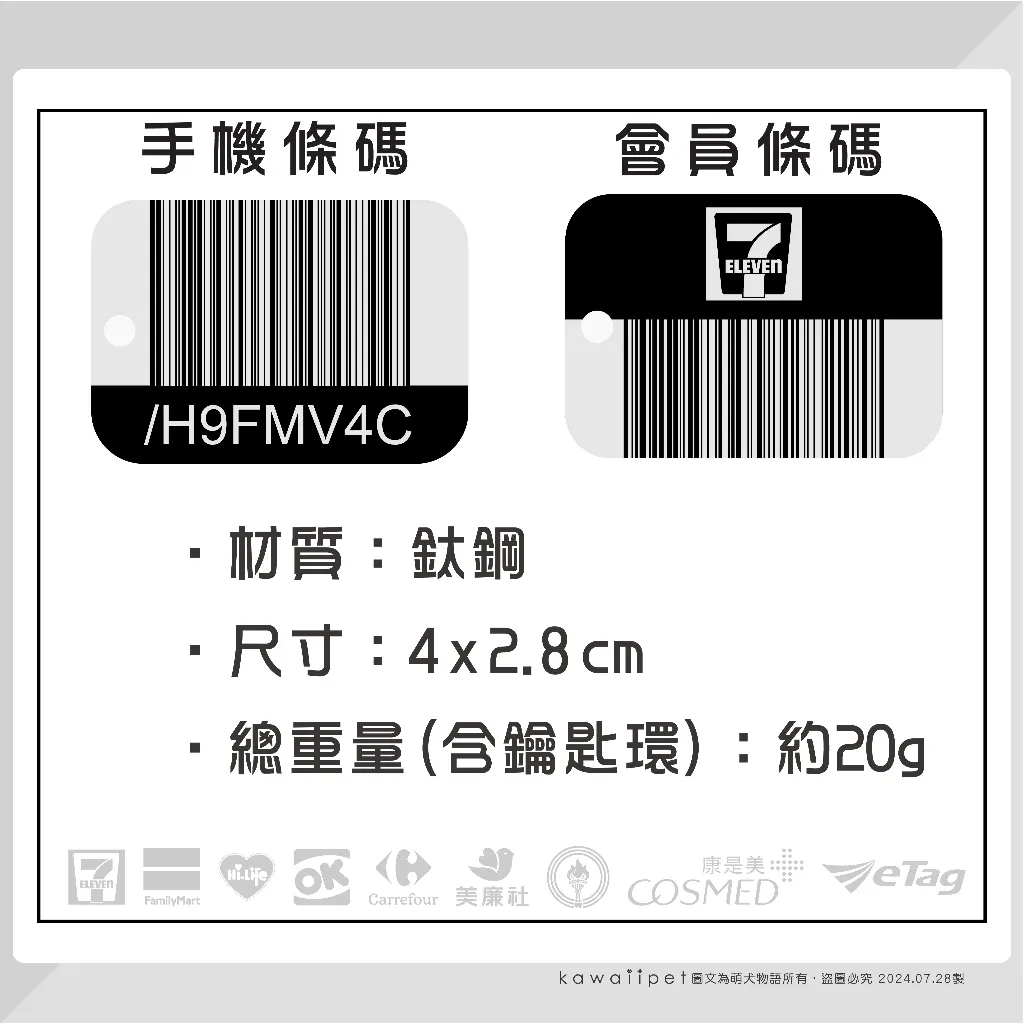 手機條碼
會員條碼
/H9FMV4C
7
ELEVEN
・材質：鈦鋼
・尺寸：4x2.8cm
・總重量(含鑰匙環)：約20g
7
ELEVEN
FamilyMart
Hi-Life
OK
Carrefour
美廉社
康是美
COSMED
eTag
kawaiipet圖文為萌犬物語所有・盜圖必究 2024.07.28製